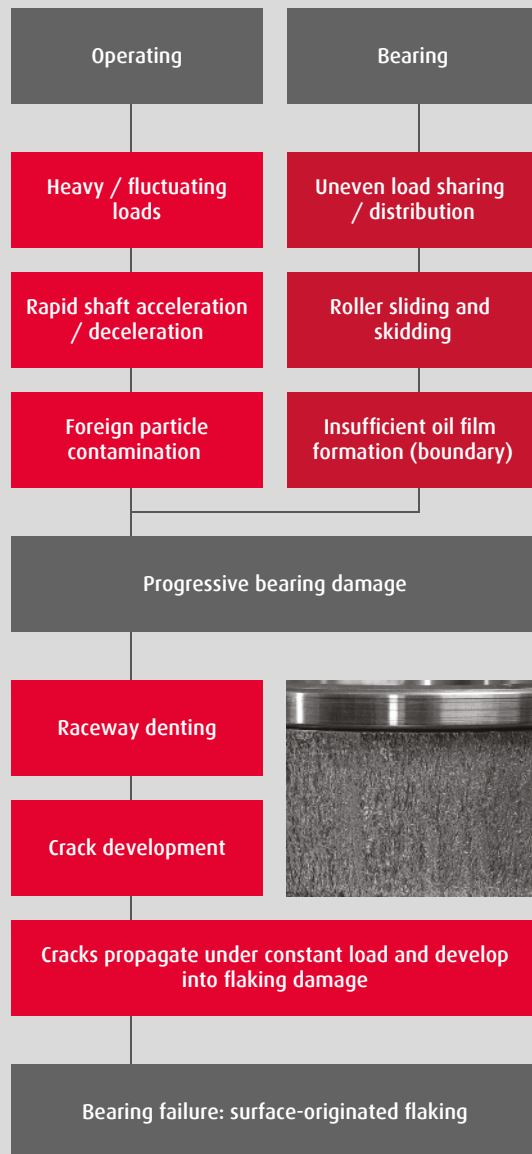 Operating
Bearing
Heavy / fluctuating
loads
Uneven load sharing
/ distribution
Rapid shaft acceleration
/ deceleration
Roller sliding and
skidding
Foreign particle
contamination
Insufficient oil film
formation (boundary)
Progressive bearing damage
Raceway denting
Crack development
Cracks propagate under constant load and develop
into flaking damage
Bearing failure: surface-originated flaking